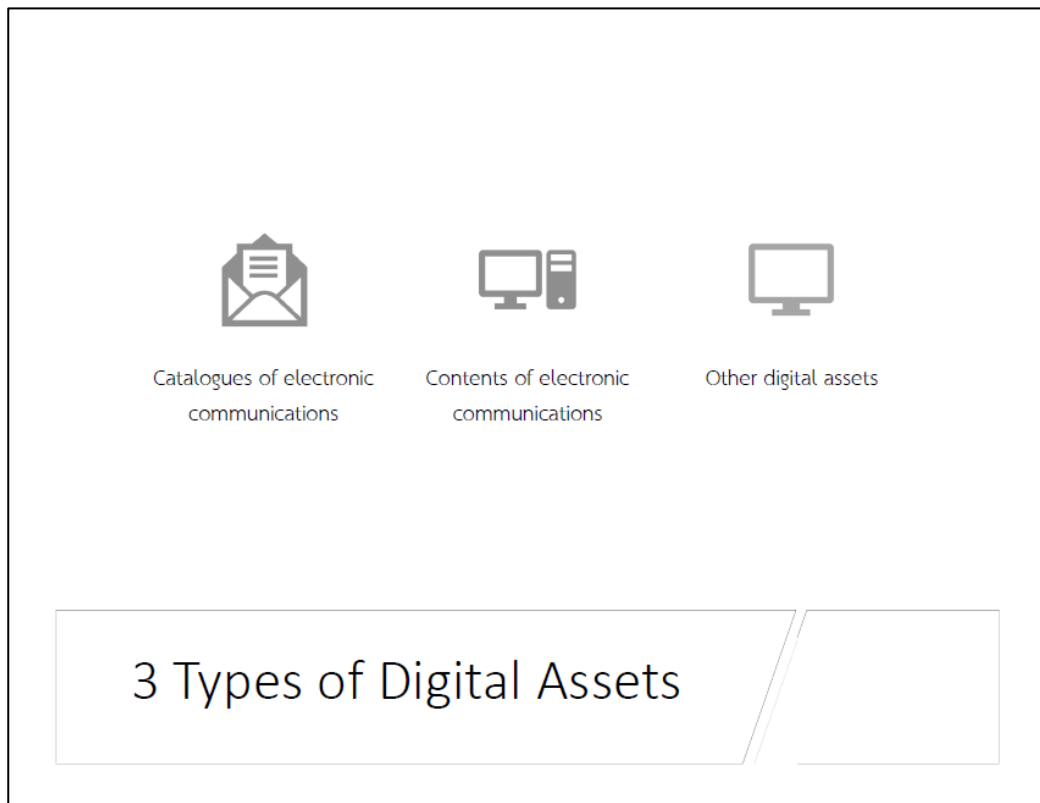 Catalogues of electronic
communications
Contents of electronic
communications
Other digital assets
3 Types of Digital Assets